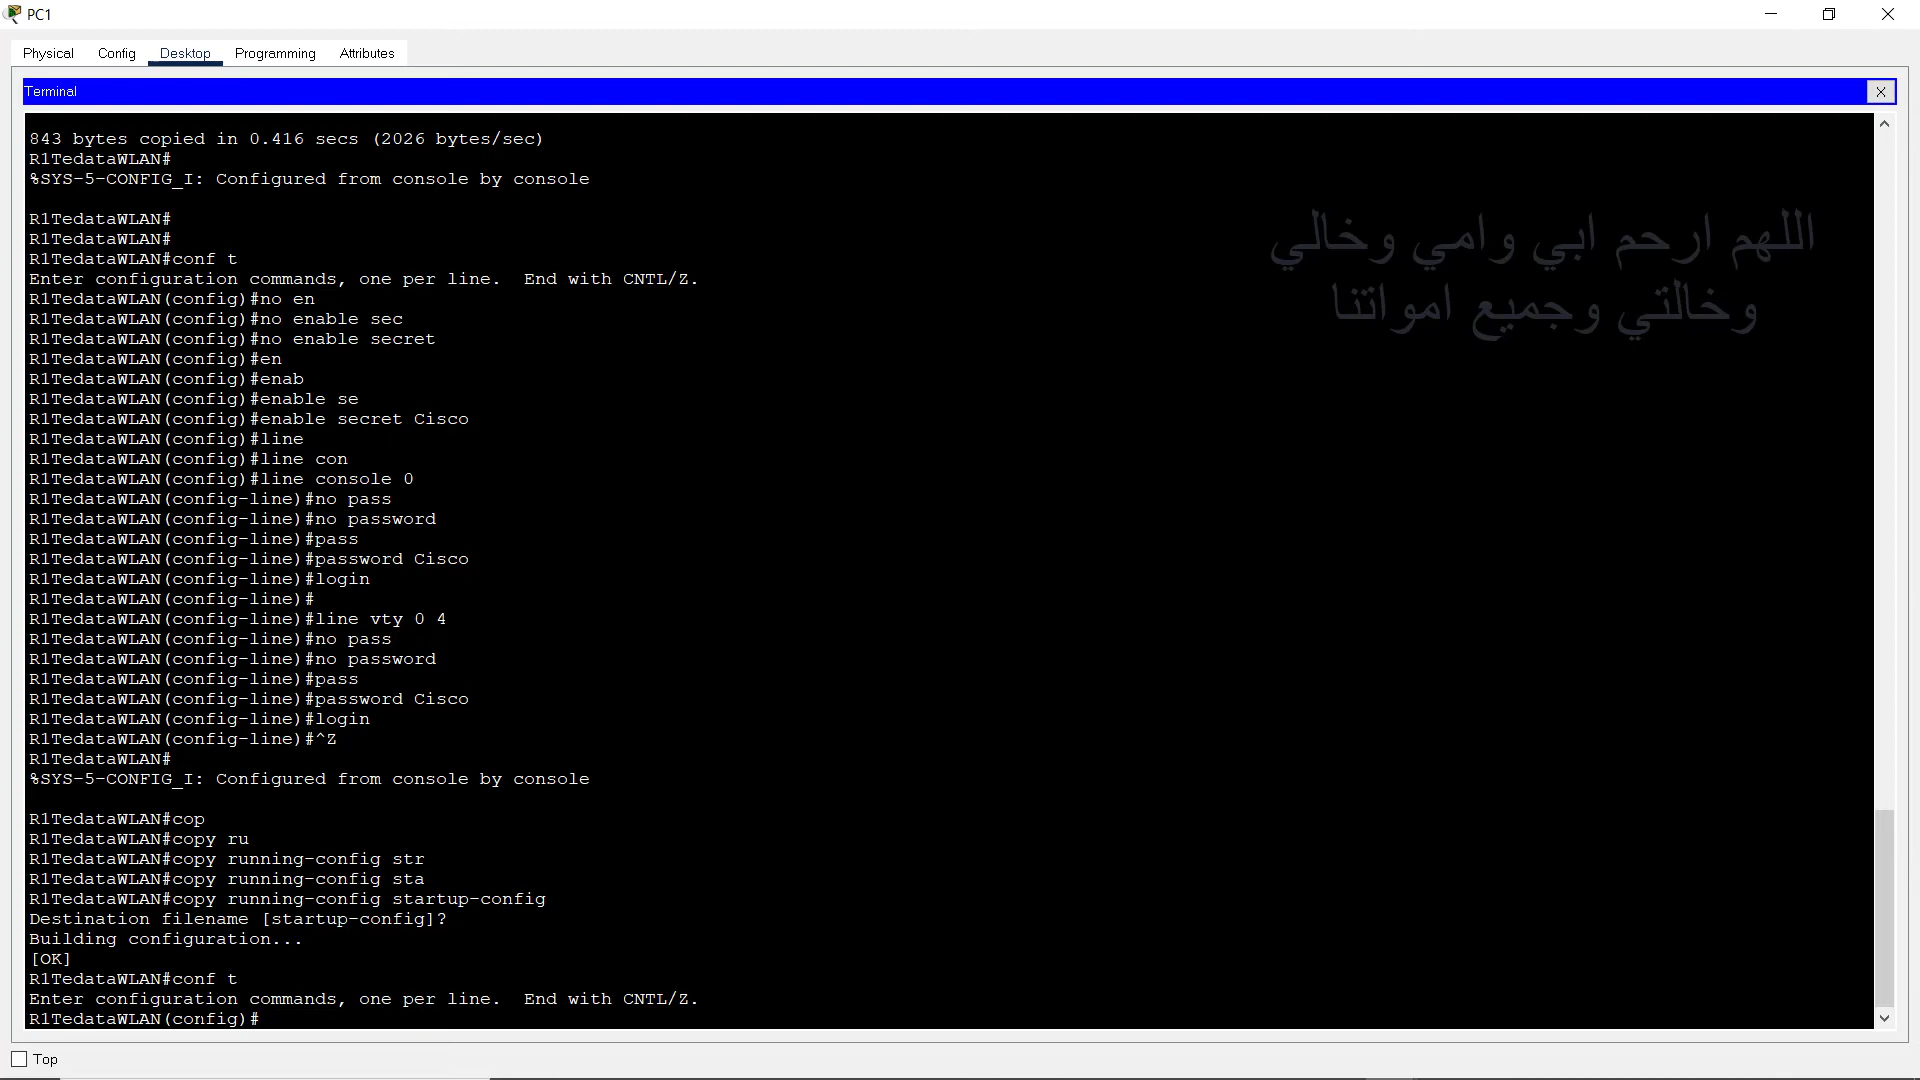 PC1
Physical Config Desktop Programming Attributes
Terminal X
843 bytes copied in 0.416 secs (2026 bytes/sec)
R1TedataWLAN#
%SYS-5-CONFIG_I: Configured from console by console
R1TedataWLAN#
R1TedataWLAN#
R1TedataWLAN#conf t
Enter configuration commands, one per line.  End with CNTL/Z.
R1TedataWLAN(config)#no en
R1TedataWLAN(config)#no enable sec
R1TedataWLAN(config)#no enable secret
R1TedataWLAN(config)#en
R1TedataWLAN(config)#enab
R1TedataWLAN(config)#enable se
R1TedataWLAN(config)#enable secret Cisco
R1TedataWLAN(config)#line
R1TedataWLAN(config)#line con
R1TedataWLAN(config)#line console 0
R1TedataWLAN(config-line)#no pass
R1TedataWLAN(config-line)#no password
R1TedataWLAN(config-line)#pass
R1TedataWLAN(config-line)#password Cisco
R1TedataWLAN(config-line)#login
R1TedataWLAN(config-line)#
R1TedataWLAN(config-line)#line vty 0 4
R1TedataWLAN(config-line)#no pass
R1TedataWLAN(config-line)#no password
R1TedataWLAN(config-line)#pass
R1TedataWLAN(config-line)#password Cisco
R1TedataWLAN(config-line)#login
R1TedataWLAN(config-line)#^Z
R1TedataWLAN#
%SYS-5-CONFIG_I: Configured from console by console
R1TedataWLAN#cop
R1TedataWLAN#copy ru
R1TedataWLAN#copy running-config str
R1TedataWLAN#copy running-config sta
R1TedataWLAN#copy running-config startup-config
Destination filename [startup-config]?
Building configuration...
[OK]
R1TedataWLAN#conf t
Enter configuration commands, one per line.  End with CNTL/Z.
R1TedataWLAN(config)#
اللهم ارحم ابي وامي وخالي
وخالتي وجميع امواتنا
Top